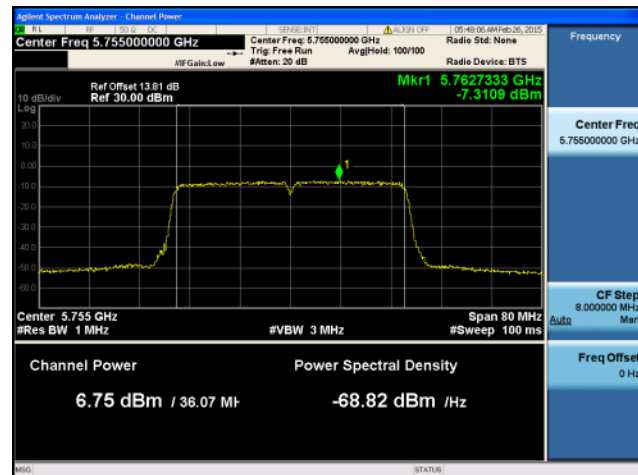 Agilent Spectrum Analyzer - Channel Power
RL RF 50 Ω DC SENSE:INT ALIGN OFF 05:48:06 AM Feb 26, 2015
Center Freq 5.755000000 GHz
Center Freq: 5.755000000 GHz
Radio Std: None
Trig: Free Run Avg|Hold: 100/100
#IFGain:Low
#Atten: 20 dB
Radio Device: BTS
Frequency
Ref Offset 13.81 dB
Mkr1 5.7627333 GHz
10 dB/div
Ref 30.00 dBm
-7.3109 dBm
Log
20.0
10.0
0.00
-10.0
-20.0
-30.0
-40.0
-50.0
-60.0
1
Center 5.755 GHz
Span 80 MHz
#Res BW 1 MHz
#VBW 3 MHz
#Sweep 100 ms
Channel Power
Power Spectral Density
6.75 dBm / 36.07 MH
-68.82 dBm /Hz
Center Freq
5.755000000 GHz
CF Step
8.000000 MHz
Auto Man
Freq Offset
0 Hz
MSG
STATUS